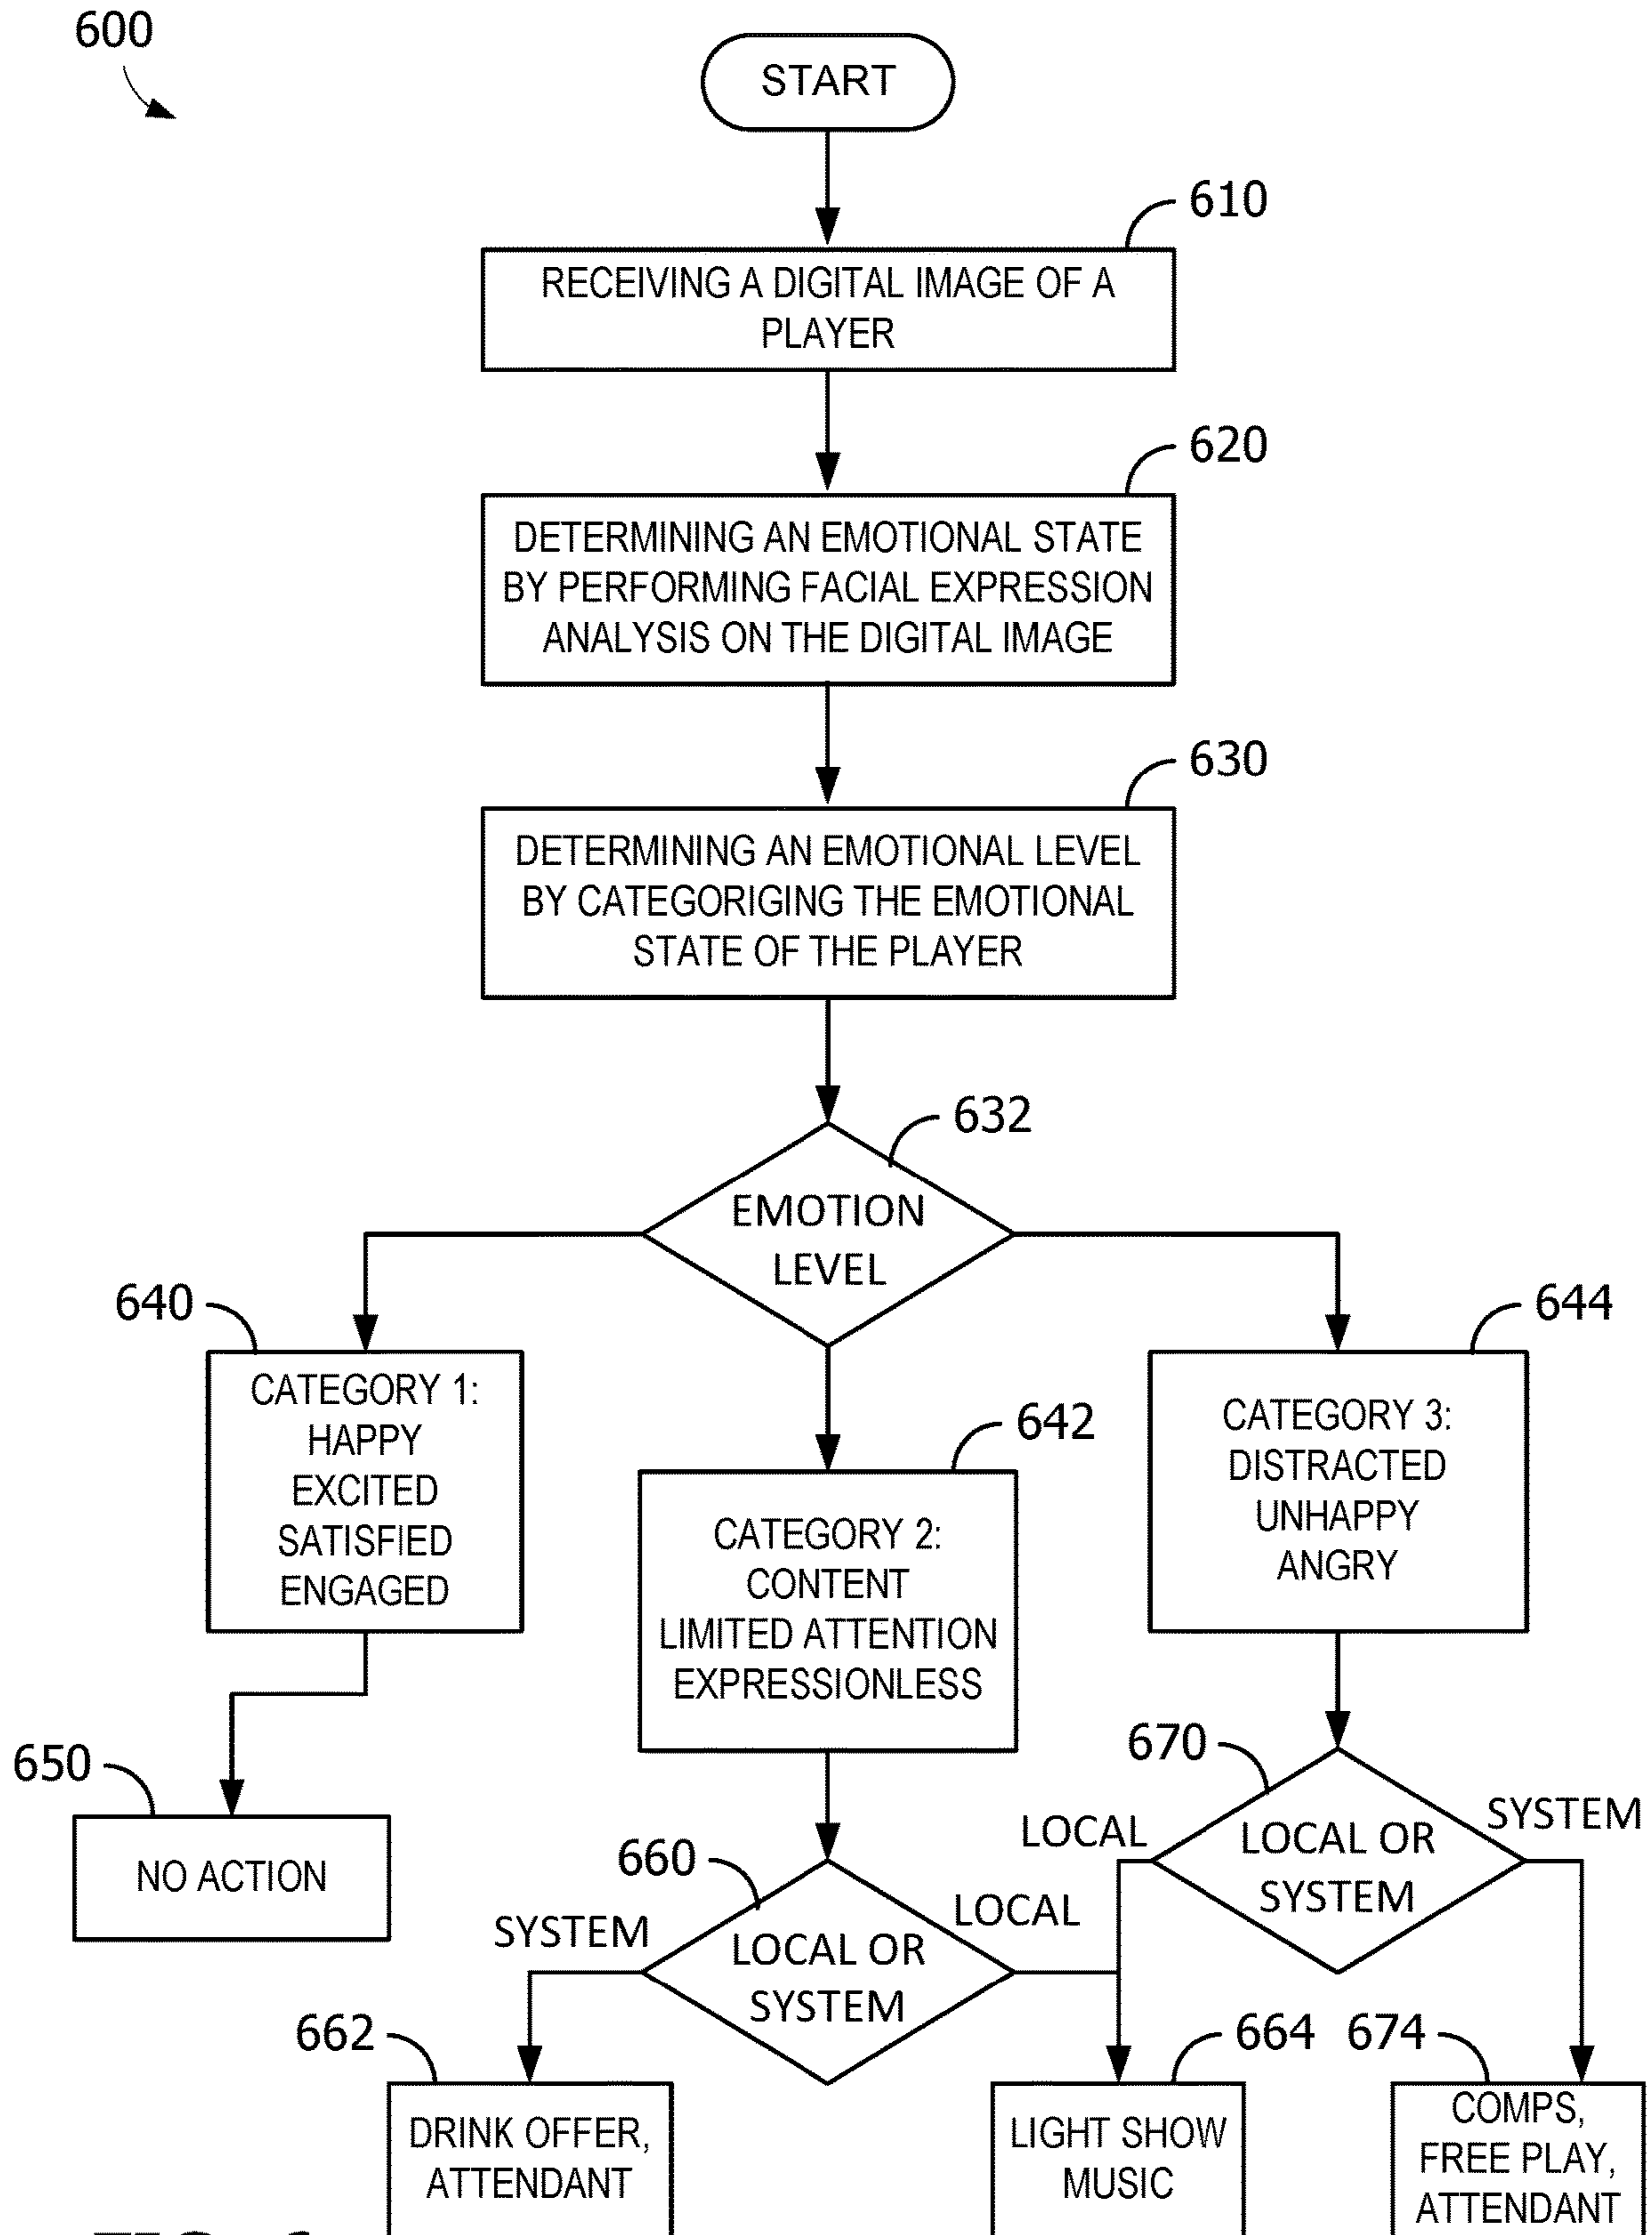 600
START
610
RECEIVING A DIGITAL IMAGE OF A
PLAYER
620
DETERMINING AN EMOTIONAL STATE
BY PERFORMING FACIAL EXPRESSION
ANALYSIS ON THE DIGITAL IMAGE
630
DETERMINING AN EMOTIONAL LEVEL
BY CATEGORIGING THE EMOTIONAL
STATE OF THE PLAYER
632
EMOTION
LEVEL
640
CATEGORY 1:
HAPPY
EXCITED
SATISFIED
ENGAGED
642
CATEGORY 2:
CONTENT
LIMITED ATTENTION
EXPRESSIONLESS
644
CATEGORY 3:
DISTRACTED
UNHAPPY
ANGRY
650
NO ACTION
660
LOCAL OR
SYSTEM
SYSTEM
LOCAL
670
LOCAL OR
SYSTEM
LOCAL
SYSTEM
662
DRINK OFFER,
ATTENDANT
664
LIGHT SHOW
MUSIC
674
COMPS,
FREE PLAY,
ATTENDANT